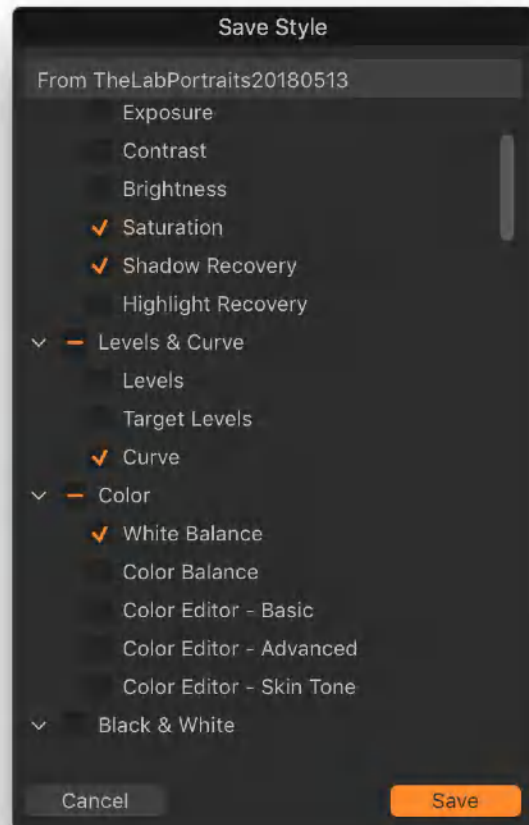 Save Style
From TheLabPortraits20180513
Exposure
Contrast
Brightness
Saturation
Shadow Recovery
Highlight Recovery
Levels & Curve
Levels
Target Levels
Curve
Color
White Balance
Color Balance
Color Editor - Basic
Color Editor - Advanced
Color Editor - Skin Tone
Black & White
Cancel
Save